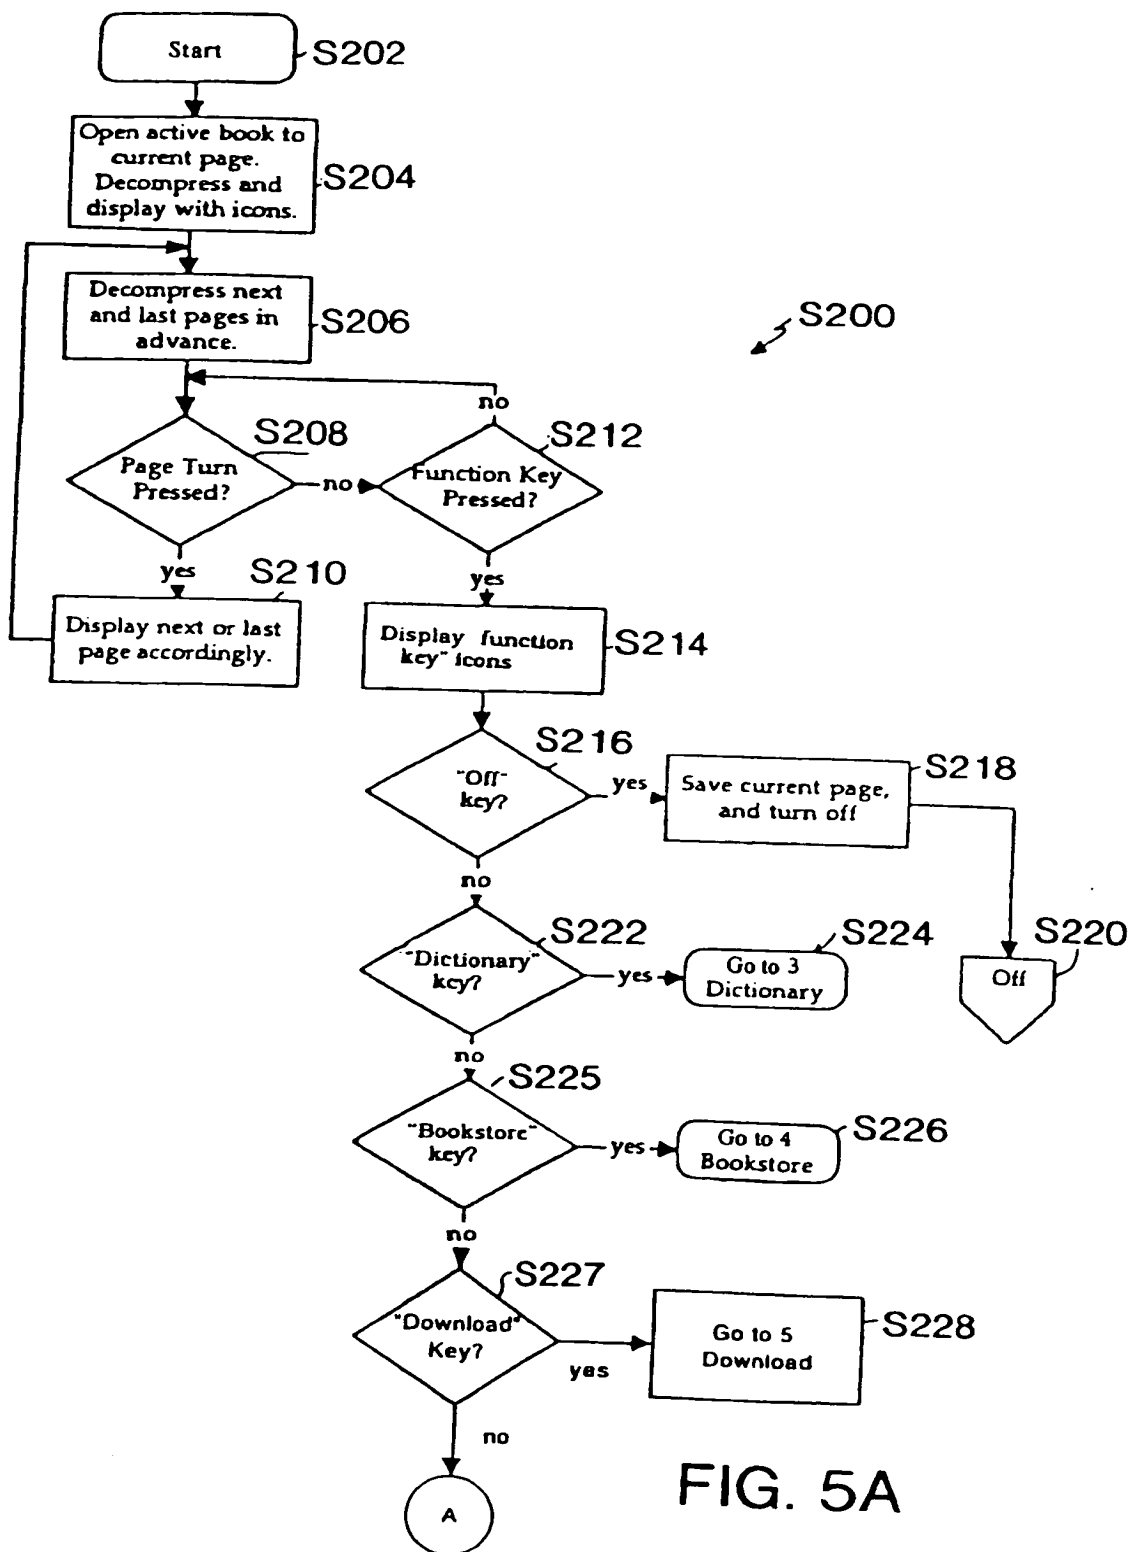 Start
S202
Open active book to
current page.
Decompress and
display with icons.
S204
Decompress next
and last pages in
advance.
S206
S200
no
S208
S212
Page Turn
Pressed?
no
Function Key
Pressed?
yes
S210
yes
Display next or last
page accordingly.
Display function
key" icons
S214
S216
"Off"
key?
yes
Save current page,
and turn off
S218
no
S222
"Dictionary"
key?
yes
S224
Go to 3
Dictionary
S220
Off
no
S225
"Bookstore"
key?
yes
Go to 4
Bookstore
S226
no
S227
"Download"
Key?
yes
Go to 5
Download
S228
no
A
FIG. 5A